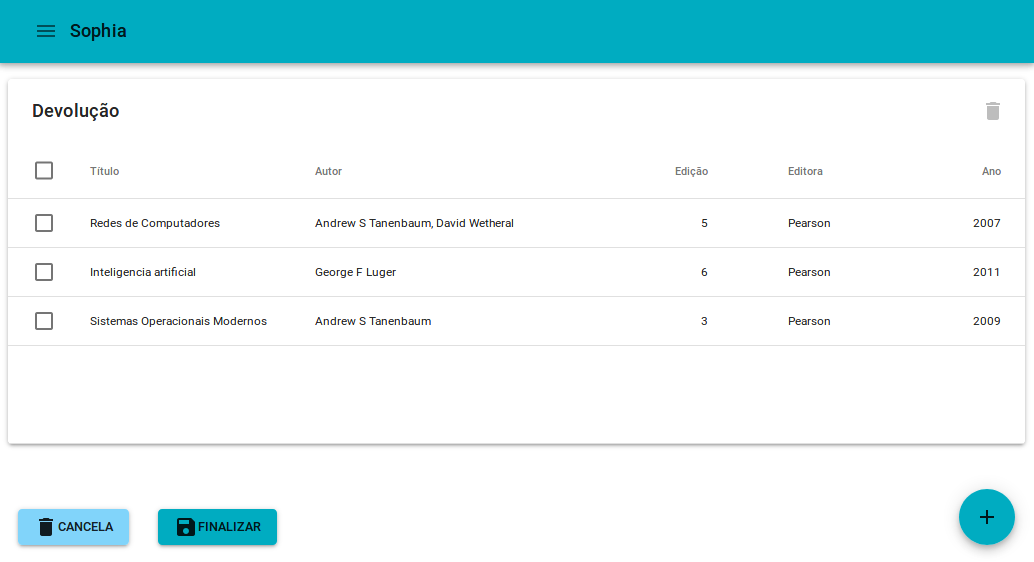 Sophia
Devolução
Título Autor Edição Editora Ano
Redes de Computadores Andrew S Tanenbaum, David Wetheral 5 Pearson 2007
Inteligencia artificial George F Luger 6 Pearson 2011
Sistemas Operacionais Modernos Andrew S Tanenbaum 3 Pearson 2009
CANCELA FINALIZAR